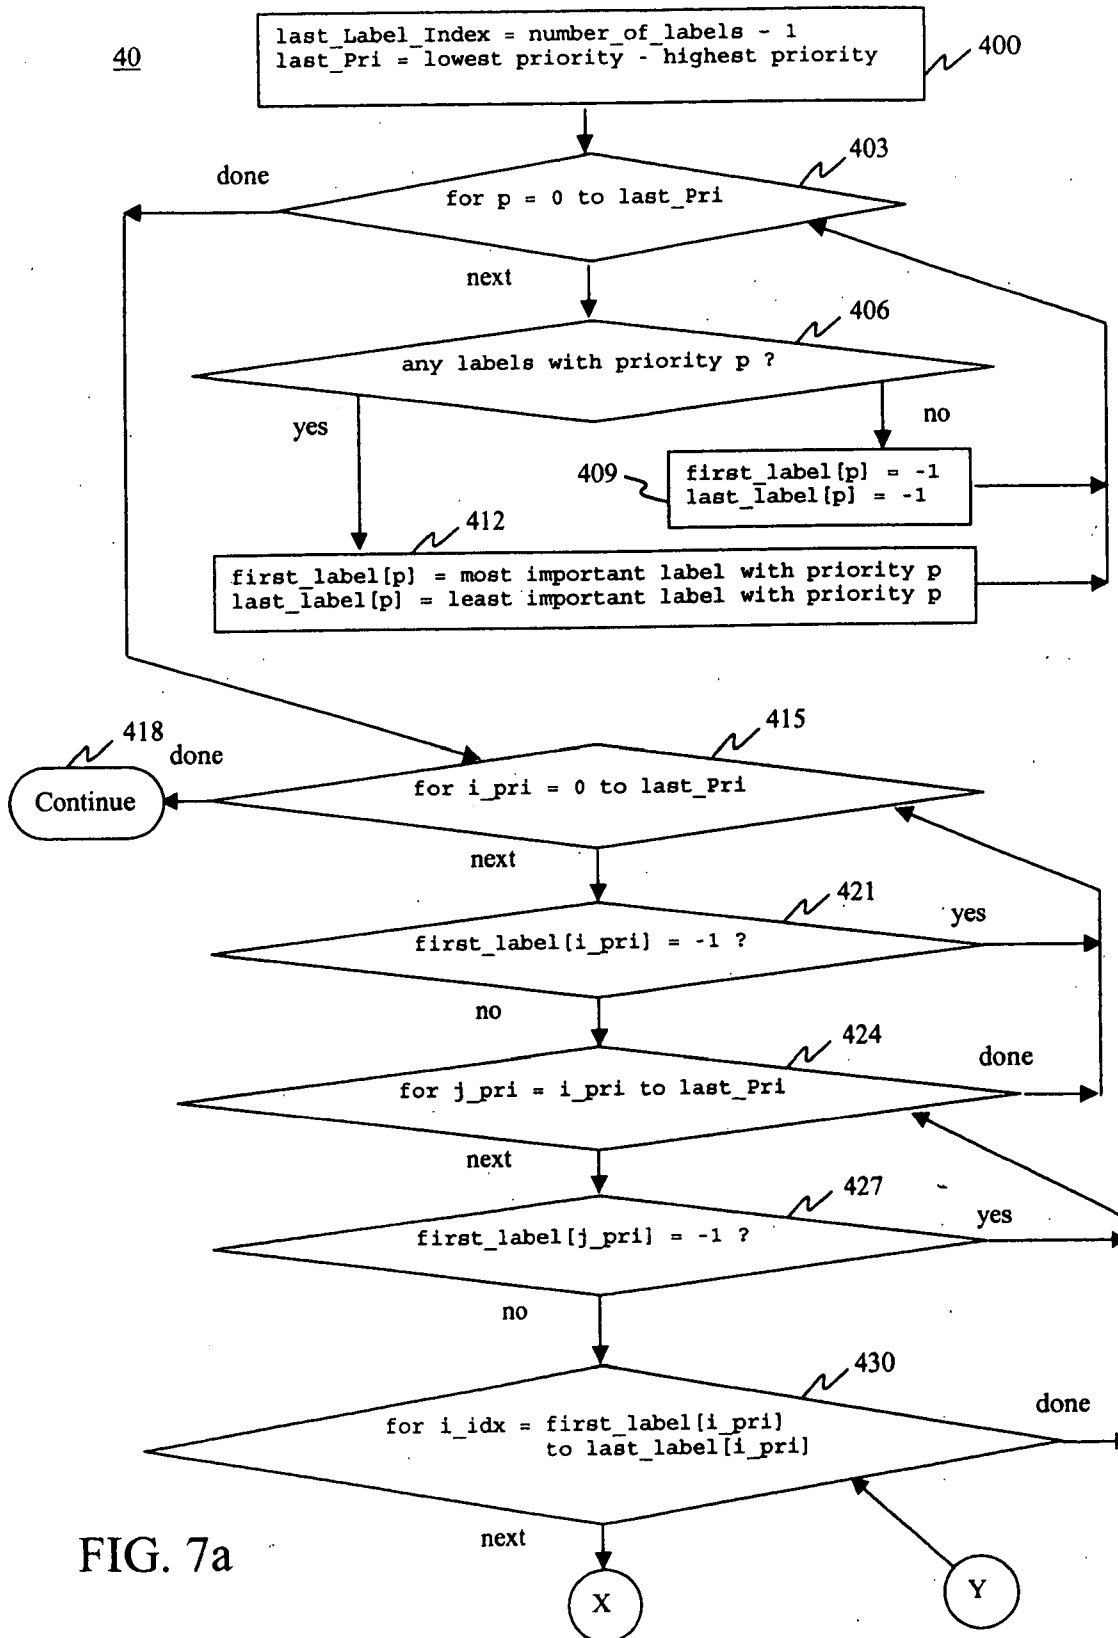 last_Label_Index = number_of_labels - 1
last_Pri = lowest priority - highest priority
400
40
403
done
for p = 0 to last_Pri
next
406
any labels with priority p ?
yes
no
409
first_label[p] = -1
last_label[p] = -1
412
first_label[p] = most important label with priority p
last_label[p] = least important label with priority p
415
418
done
Continue
for i_pri = 0 to last_Pri
next
421
yes
first_label[i_pri] = -1 ?
no
424
done
for j_pri = i_pri to last_Pri
next
427
yes
first_label[j_pri] = -1 ?
no
430
done
for i_idx = first_label[i_pri]
to last_label[i_pri]
next
FIG. 7a
X
Y